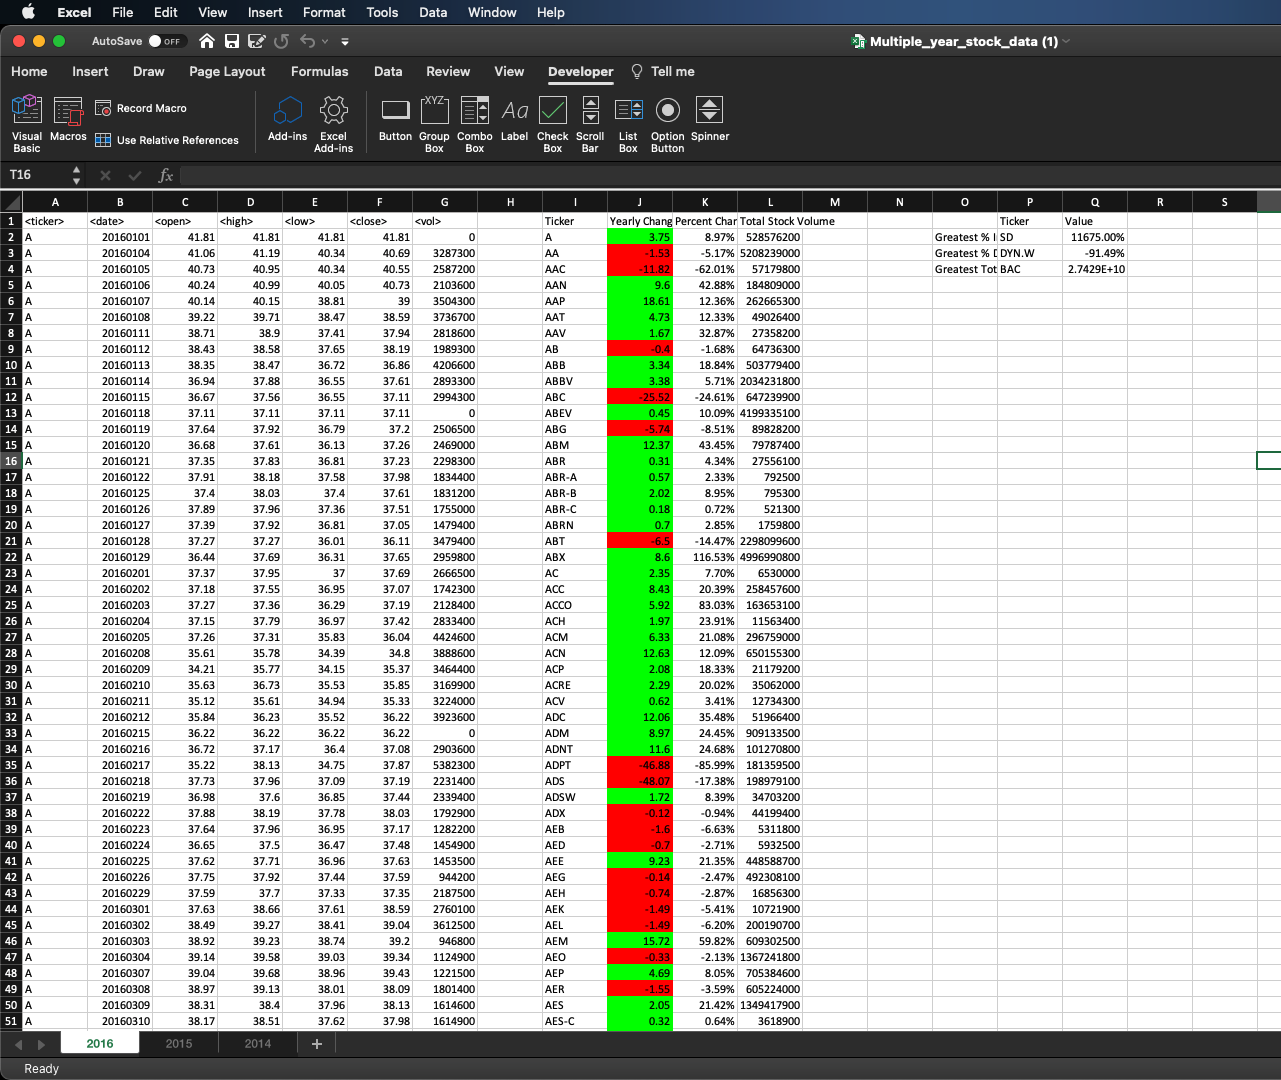 Excel File Edit View Insert Format Tools Data Window Help
AutoSave OFF Multiple_year_stock_data (1)
Home Insert Draw Page Layout Formulas Data Review View Developer Tell me
Visual Basic Macros Record Macro Use Relative References Add-ins Excel Add-ins Button Group Box Combo Box Label Check Box Scroll Bar List Box Option Button Spinner
XYZ Aa
T16 fx
A B C D E F G H I J K L M N O P Q R S
1 <ticker> <date> <open> <high> <low> <close> <vol> Ticker Yearly Chang Percent Char Total Stock Volume Ticker Value
2 A 20160101 41.81 41.81 41.81 41.81 0 A 3.75 8.97% 528576200 Greatest % I SD 11675.00%
3 A 20160104 41.06 41.19 40.34 40.69 3287300 AA -1.53 -5.17% 5208239000 Greatest % D DYN.W -91.49%
4 A 20160105 40.73 40.95 40.34 40.55 2587200 AAC -11.82 -62.01% 57179800 Greatest Tot BAC 2.7429E+10
5 A 20160106 40.24 40.99 40.05 40.73 2103600 AAN 9.6 42.88% 184809000
6 A 20160107 40.14 40.15 38.81 39 3504300 AAP 18.61 12.36% 262665300
7 A 20160108 39.22 39.71 38.47 38.59 3736700 AAT 4.73 12.33% 49026400
8 A 20160111 38.71 38.9 37.41 37.94 2818600 AAV 1.67 32.87% 27358200
9 A 20160112 38.43 38.58 37.65 38.19 1989300 AB -0.4 -1.68% 64736300
10 A 20160113 38.35 38.47 36.72 36.86 4206600 ABB 3.34 18.84% 503779400
11 A 20160114 36.94 37.88 36.55 37.61 2893300 ABBV 3.38 5.71% 2034231800
12 A 20160115 36.67 37.56 36.55 37.11 2994300 ABC -25.52 -24.61% 647239900
13 A 20160118 37.11 37.11 37.11 37.11 0 ABEV 0.45 10.09% 4199335100
14 A 20160119 37.64 37.92 36.79 37.2 2506500 ABG -5.74 -8.51% 89828200
15 A 20160120 36.68 37.61 36.13 37.26 2469000 ABM 12.37 43.45% 79787400
16 A 20160121 37.35 37.83 36.81 37.23 2298300 ABR 0.31 4.34% 27556100
17 A 20160122 37.91 38.18 37.58 37.98 1834400 ABR-A 0.57 2.33% 792500
18 A 20160125 37.4 38.03 37.4 37.61 1831200 ABR-B 2.02 8.95% 795300
19 A 20160126 37.89 37.96 37.36 37.51 1755000 ABR-C 0.18 0.72% 521300
20 A 20160127 37.39 37.92 36.81 37.05 1479400 ABRN 0.7 2.85% 1759800
21 A 20160128 37.27 37.27 36.01 36.11 3479400 ABT -6.5 -14.47% 2298099600
22 A 20160129 36.44 37.69 36.31 37.65 2959800 ABX 8.6 116.53% 4996990800
23 A 20160201 37.37 37.95 37 37.69 2666500 AC 2.35 7.70% 6530000
24 A 20160202 37.18 37.55 36.95 37.07 1742300 ACC 8.43 20.39% 258457600
25 A 20160203 37.27 37.36 36.29 37.19 2128400 ACCO 5.92 83.03% 163653100
26 A 20160204 37.15 37.79 36.97 37.42 2833400 ACH 1.97 23.91% 11563400
27 A 20160205 37.26 37.31 35.83 36.04 4424600 ACM 6.33 21.08% 296759000
28 A 20160208 35.61 35.78 34.39 34.8 3888600 ACN 12.63 12.09% 650155300
29 A 20160209 34.21 35.77 34.15 35.37 3464400 ACP 2.08 18.33% 21179200
30 A 20160210 35.63 36.73 35.53 35.85 3169900 ACRE 2.29 20.02% 35062000
31 A 20160211 35.12 35.61 34.94 35.33 3224000 ACV 0.62 3.41% 12734300
32 A 20160212 35.84 36.23 35.52 36.22 3923600 ADC 12.06 35.48% 51966400
33 A 20160215 36.22 36.22 36.22 36.22 0 ADM 8.97 24.45% 909133500
34 A 20160216 36.72 37.17 36.4 37.08 2903600 ADNT 11.6 24.68% 101270800
35 A 20160217 35.22 38.13 34.75 37.87 5382300 ADPT -46.88 -85.99% 181359500
36 A 20160218 37.73 37.96 37.09 37.19 2231400 ADS -48.07 -17.38% 198979100
37 A 20160219 36.98 37.6 36.85 37.44 2339400 ADSW 1.72 8.39% 34703200
38 A 20160222 37.88 38.19 37.78 38.03 1792900 ADX -0.12 -0.94% 44199400
39 A 20160223 37.64 37.96 36.95 37.17 1282200 AEB -1.6 -6.63% 5311800
40 A 20160224 36.65 37.5 36.47 37.48 1454900 AED -0.7 -2.71% 5932500
41 A 20160225 37.62 37.71 36.96 37.63 1453500 AEE 9.23 21.35% 448588700
42 A 20160226 37.75 37.92 37.44 37.59 944200 AEG -0.14 -2.47% 492308100
43 A 20160229 37.59 37.7 37.33 37.35 2187500 AEH -0.74 -2.87% 16856300
44 A 20160301 37.63 38.66 37.61 38.59 2760100 AEK -1.49 -5.41% 10721900
45 A 20160302 38.49 39.27 38.41 39.04 3612500 AEL -1.49 -6.20% 200190700
46 A 20160303 38.92 39.23 38.74 39.2 946800 AEM 15.72 59.82% 609302500
47 A 20160304 39.14 39.58 39.03 39.34 1124900 AEO -0.33 -2.13% 1367241800
48 A 20160307 39.04 39.68 38.96 39.43 1221500 AEP 4.69 8.05% 705384600
49 A 20160308 38.97 39.13 38.01 38.09 1801400 AER -1.55 -3.59% 605224000
50 A 20160309 38.31 38.4 37.96 38.13 1614600 AES 2.05 21.42% 1349417900
51 A 20160310 38.17 38.51 37.62 37.98 1614900 AES-C 0.32 0.64% 3618900
2016 2015 2014 +
Ready